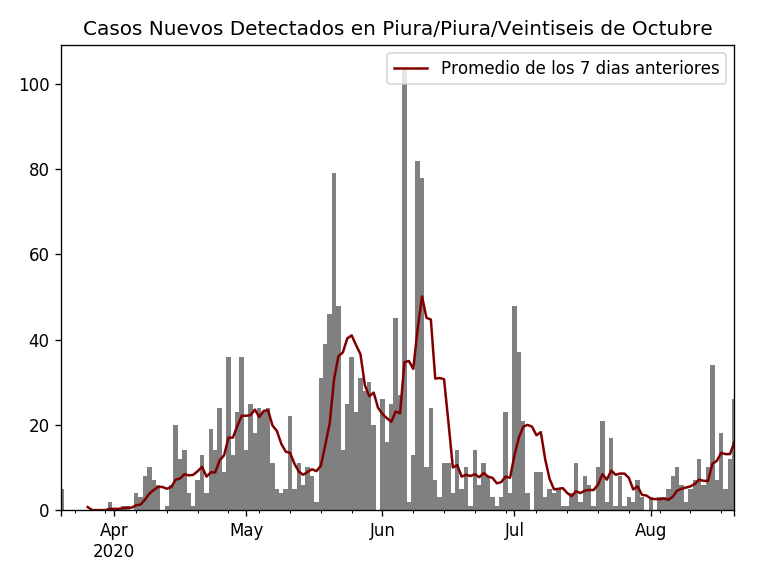 Casos Nuevos Detectados en Piura/Piura/Veintiseis de Octubre
Promedio de los 7 dias anteriores
100
80
60
40
20
0
Apr
2020
May
Jun
Jul
Aug